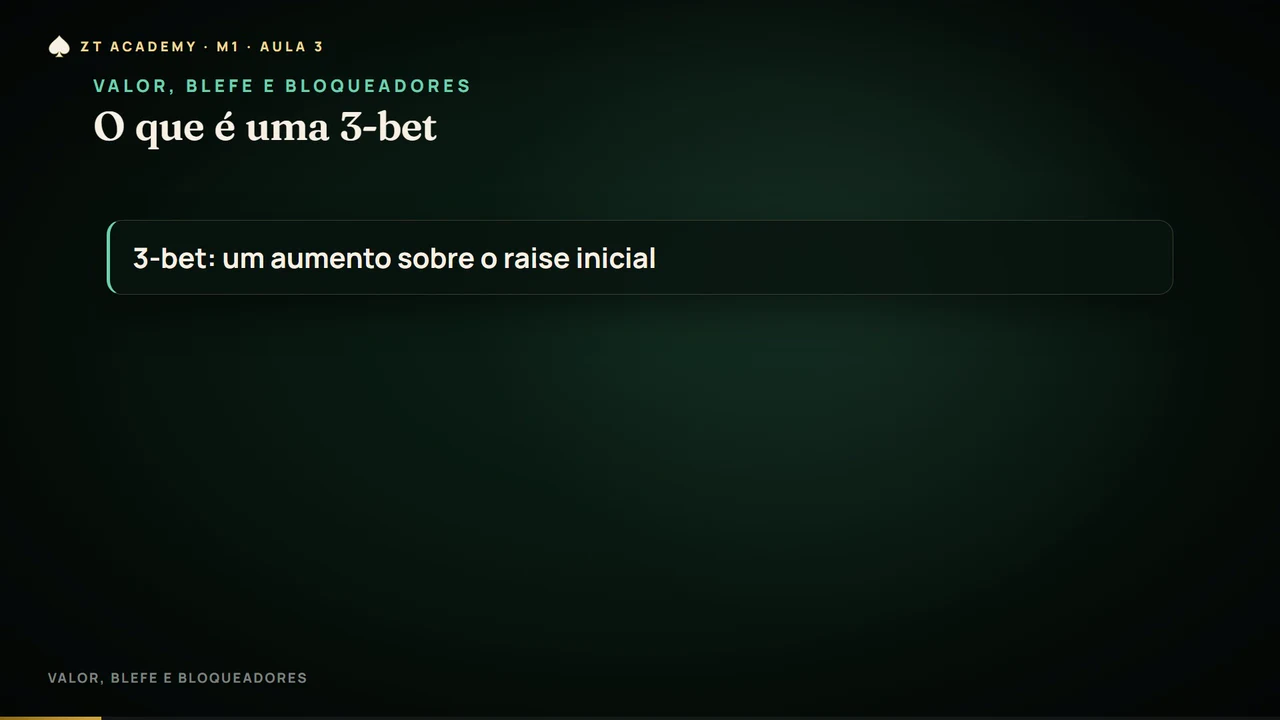 ZT ACADEMY · M1 · AULA 3
VALOR, BLEFE E BLOQUEADORES
O que é uma 3-bet
3-bet: um aumento sobre o raise inicial
VALOR, BLEFE E BLOQUEADORES